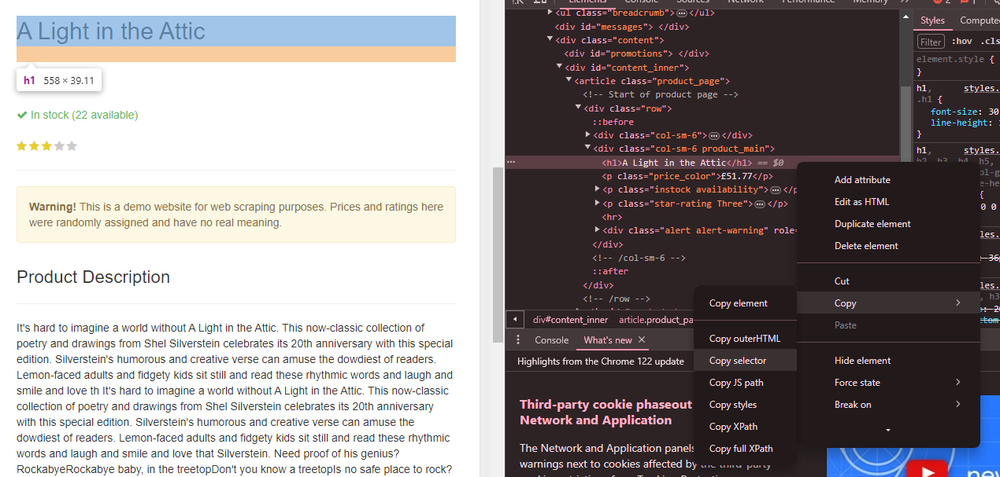 A Light in the Attic
h1 558 × 39.11
In stock (22 available)
Warning! This is a demo website for web scraping purposes. Prices and ratings here
were randomly assigned and have no real meaning.
Product Description
It's hard to imagine a world without A Light in the Attic. This now-classic collection of
poetry and drawings from Shel Silverstein celebrates its 20th anniversary with this special
edition. Silverstein's humorous and creative verse can amuse the dowdiest of readers.
Lemon-faced adults and fidgety kids sit still and read these rhythmic words and laugh and
smile and love th It's hard to imagine a world without A Light in the Attic. This now-classic
collection of poetry and drawings from Shel Silverstein celebrates its 20th anniversary
with this special edition. Silverstein's humorous and creative verse can amuse the
dowdiest of readers. Lemon-faced adults and fidgety kids sit still and read these rhythmic
words and laugh and smile and love that Silverstein. Need proof of his genius?
RockabyeRockabye baby, in the treetopDon't you know a treetopIs no safe place to rock?
Elements Console Sources Network Performance Memory
<ul class="breadcrumb">…</ul>
<div id="messages"> </div>
<div class="content">
<div id="promotions"> </div>
<div id="content_inner">
<article class="product_page">
<!-- Start of product page -->
<div class="row">
::before
<div class="col-sm-6">…</div>
<div class="col-sm-6 product_main">
<h1>A Light in the Attic</h1> == $0
<p class="price_color">£51.77</p>
<p class="instock availability">…</p
<p class="star-rating Three">…</p>
<hr>
<div class="alert alert-warning" role=
</div>
<!-- /col-sm-6 -->
::after
</div>
<!-- /row -->
div#content_inner article.product_pa
Console What's new
Highlights from the Chrome 122 update
Third-party cookie phaseout
Network and Application
The Network and Application panels
warnings next to cookies affected by the third-party
Styles Compute
Filter :hov .cls
element.style {
}
h1, styles.
.h1 {
font-size: 30
line-height:
}
h1, styles.
h2, h3, h4, h5,
Add attribute
Edit as HTML
Duplicate element
Delete element
Cut
Copy
Paste
Hide element
Force state
Break on
Copy element
Copy outerHTML
Copy selector
Copy JS path
Copy styles
Copy XPath
Copy full XPath
new